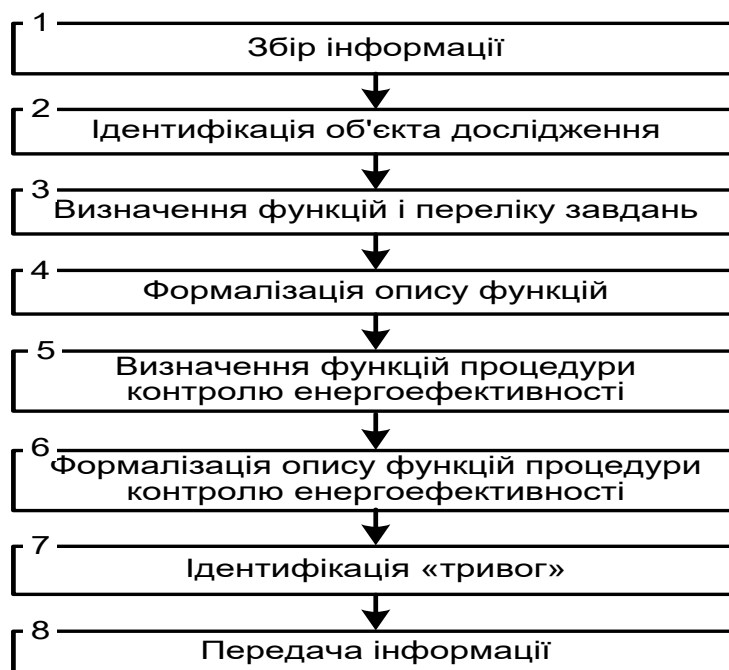 1
Збір інформації
2
Ідентифікація об'єкта дослідження
3
Визначення функцій і переліку завдань
4
Формалізація опису функцій
5
Визначення функцій процедури
контролю енергоефективності
6
Формалізація опису функцій процедури
контролю енергоефективності
7
Ідентифікація «тривог»
8
Передача інформації